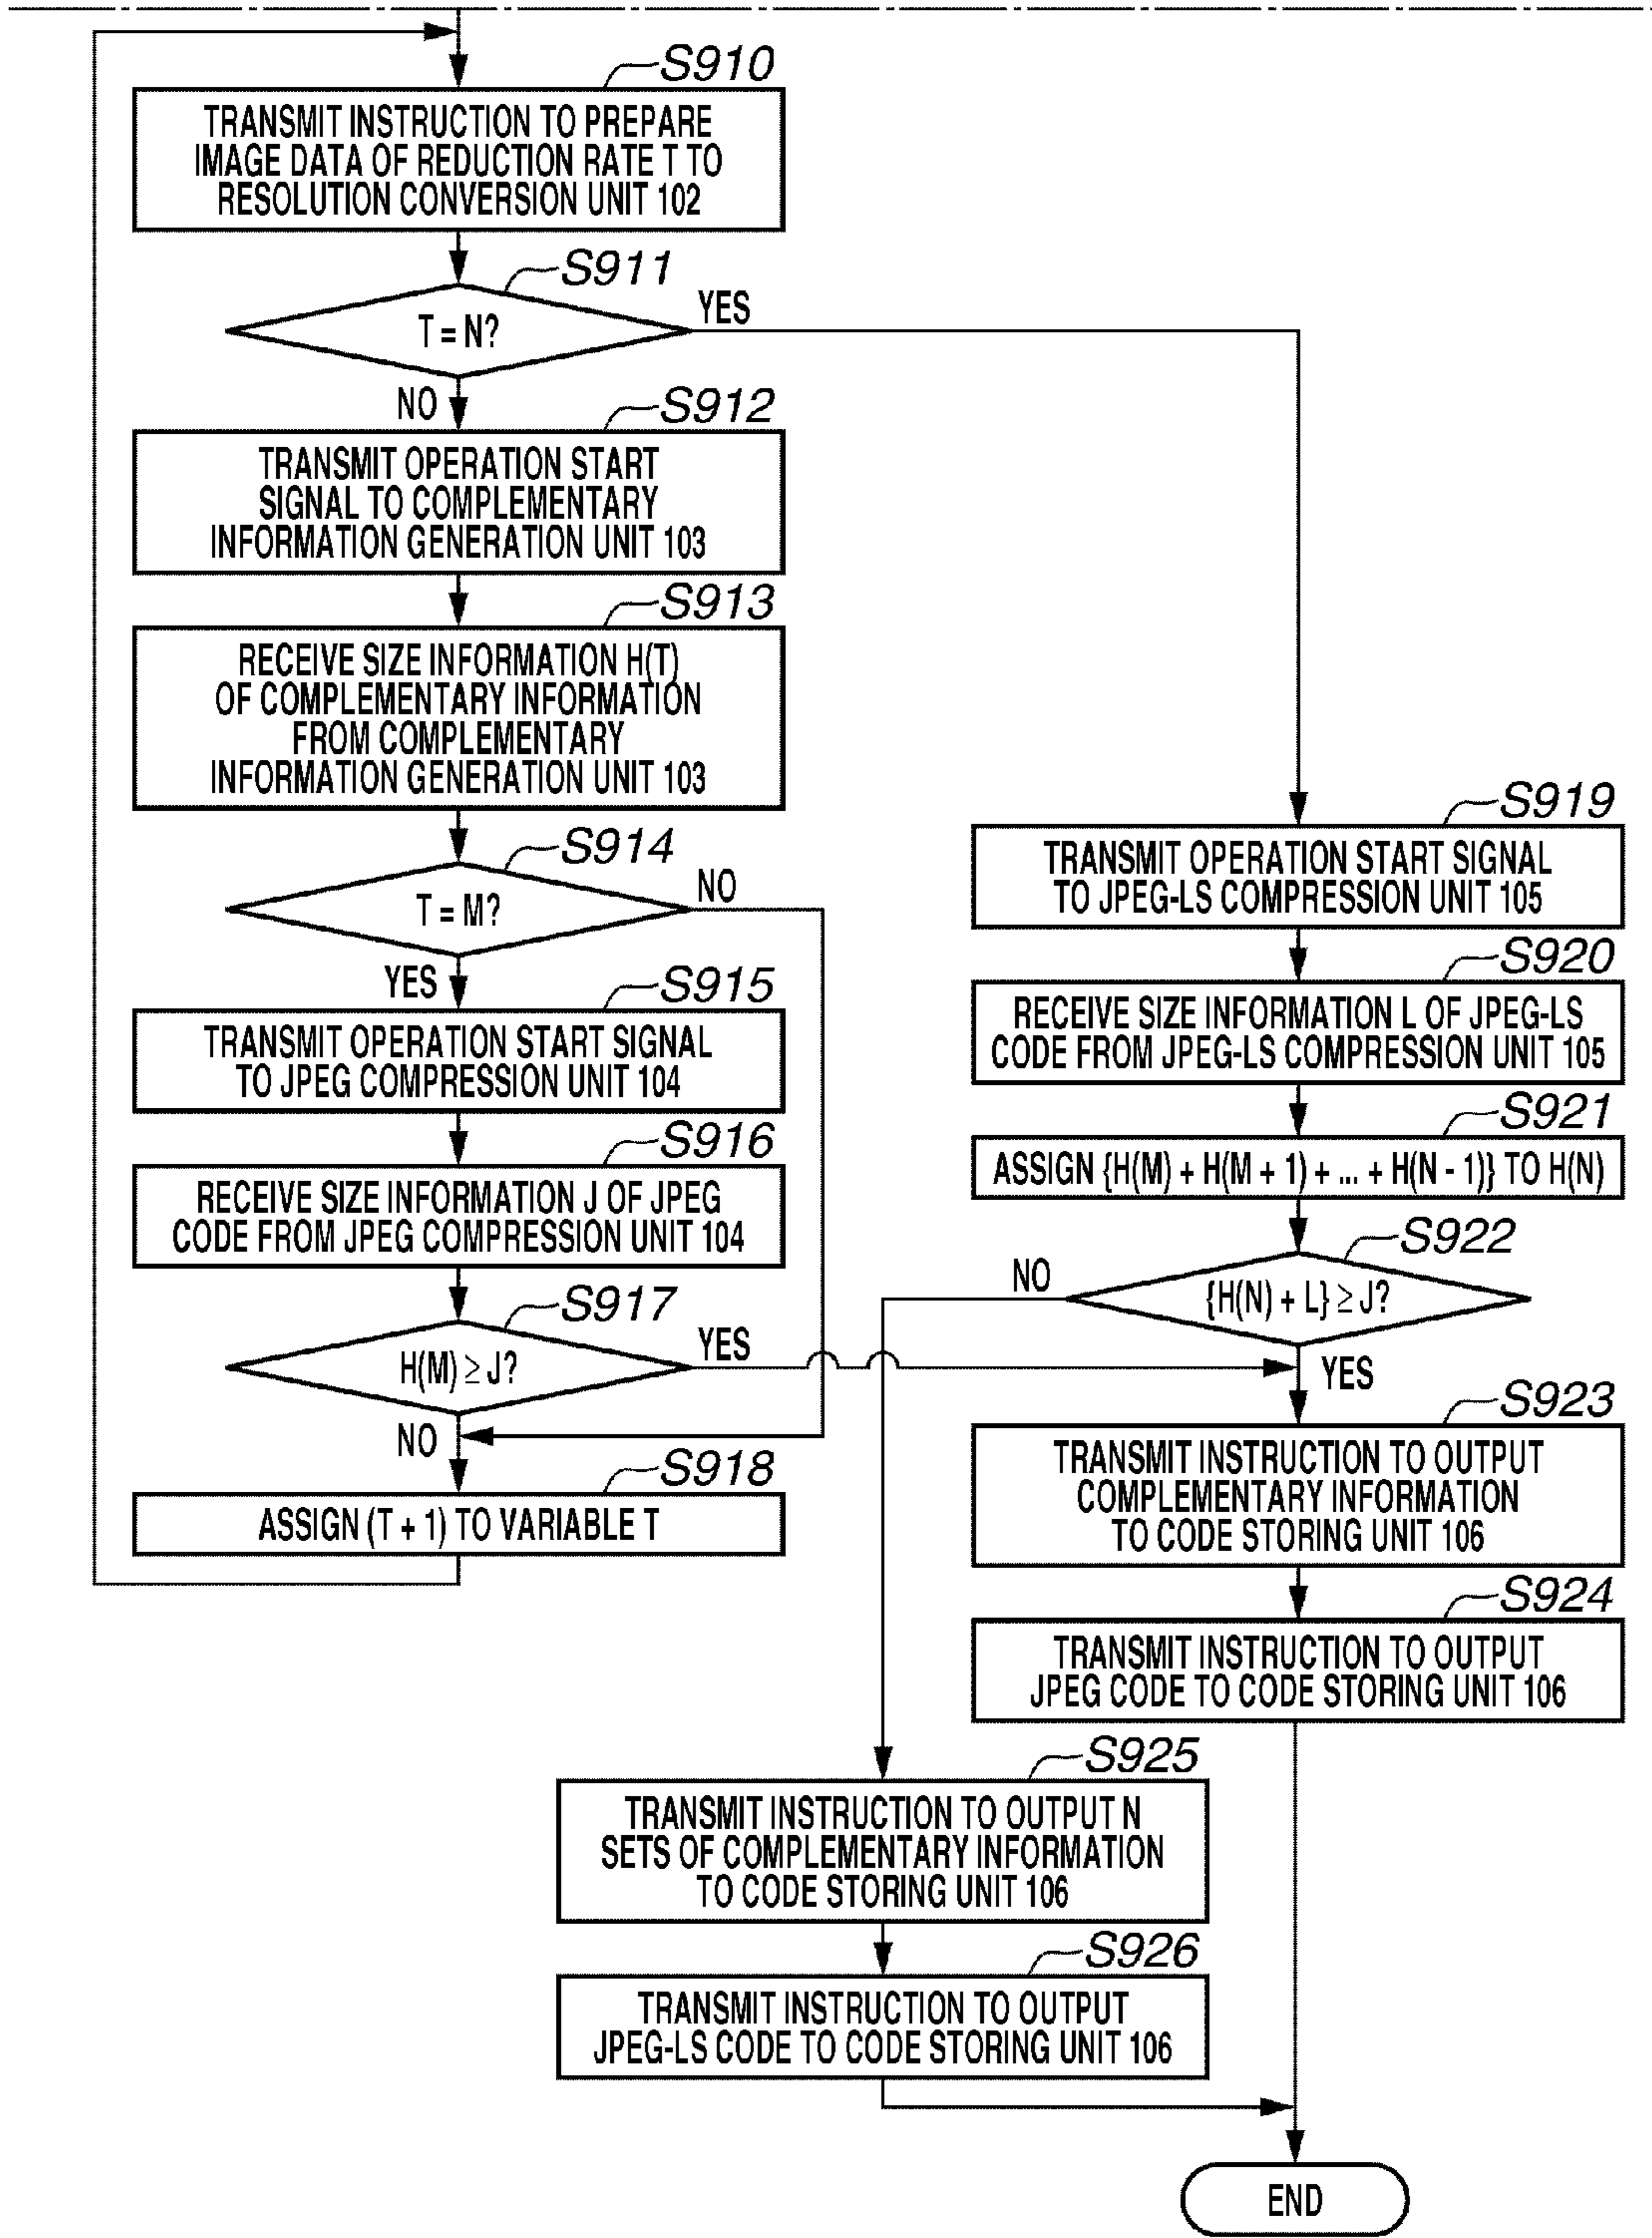 S910
TRANSMIT INSTRUCTION TO PREPARE
IMAGE DATA OF REDUCTION RATE T TO
RESOLUTION CONVERSION UNIT 102
S911
T = N?
YES
NO
S912
TRANSMIT OPERATION START
SIGNAL TO COMPLEMENTARY
INFORMATION GENERATION UNIT 103
S913
RECEIVE SIZE INFORMATION H(T)
OF COMPLEMENTARY INFORMATION
FROM COMPLEMENTARY
INFORMATION GENERATION UNIT 103
S914
T = M?
NO
YES
S915
TRANSMIT OPERATION START SIGNAL
TO JPEG COMPRESSION UNIT 104
S916
RECEIVE SIZE INFORMATION J OF JPEG
CODE FROM JPEG COMPRESSION UNIT 104
S917
H(M) ≥ J?
YES
NO
S918
ASSIGN (T + 1) TO VARIABLE T
S919
TRANSMIT OPERATION START SIGNAL
TO JPEG-LS COMPRESSION UNIT 105
S920
RECEIVE SIZE INFORMATION L OF JPEG-LS
CODE FROM JPEG-LS COMPRESSION UNIT 105
S921
ASSIGN {H(M) + H(M + 1) + ... + H(N - 1)} TO H(N)
S922
{H(N) + L} ≥ J?
NO
YES
S923
TRANSMIT INSTRUCTION TO OUTPUT
COMPLEMENTARY INFORMATION
TO CODE STORING UNIT 106
S924
TRANSMIT INSTRUCTION TO OUTPUT
JPEG CODE TO CODE STORING UNIT 106
S925
TRANSMIT INSTRUCTION TO OUTPUT N
SETS OF COMPLEMENTARY INFORMATION
TO CODE STORING UNIT 106
S926
TRANSMIT INSTRUCTION TO OUTPUT
JPEG-LS CODE TO CODE STORING UNIT 106
END